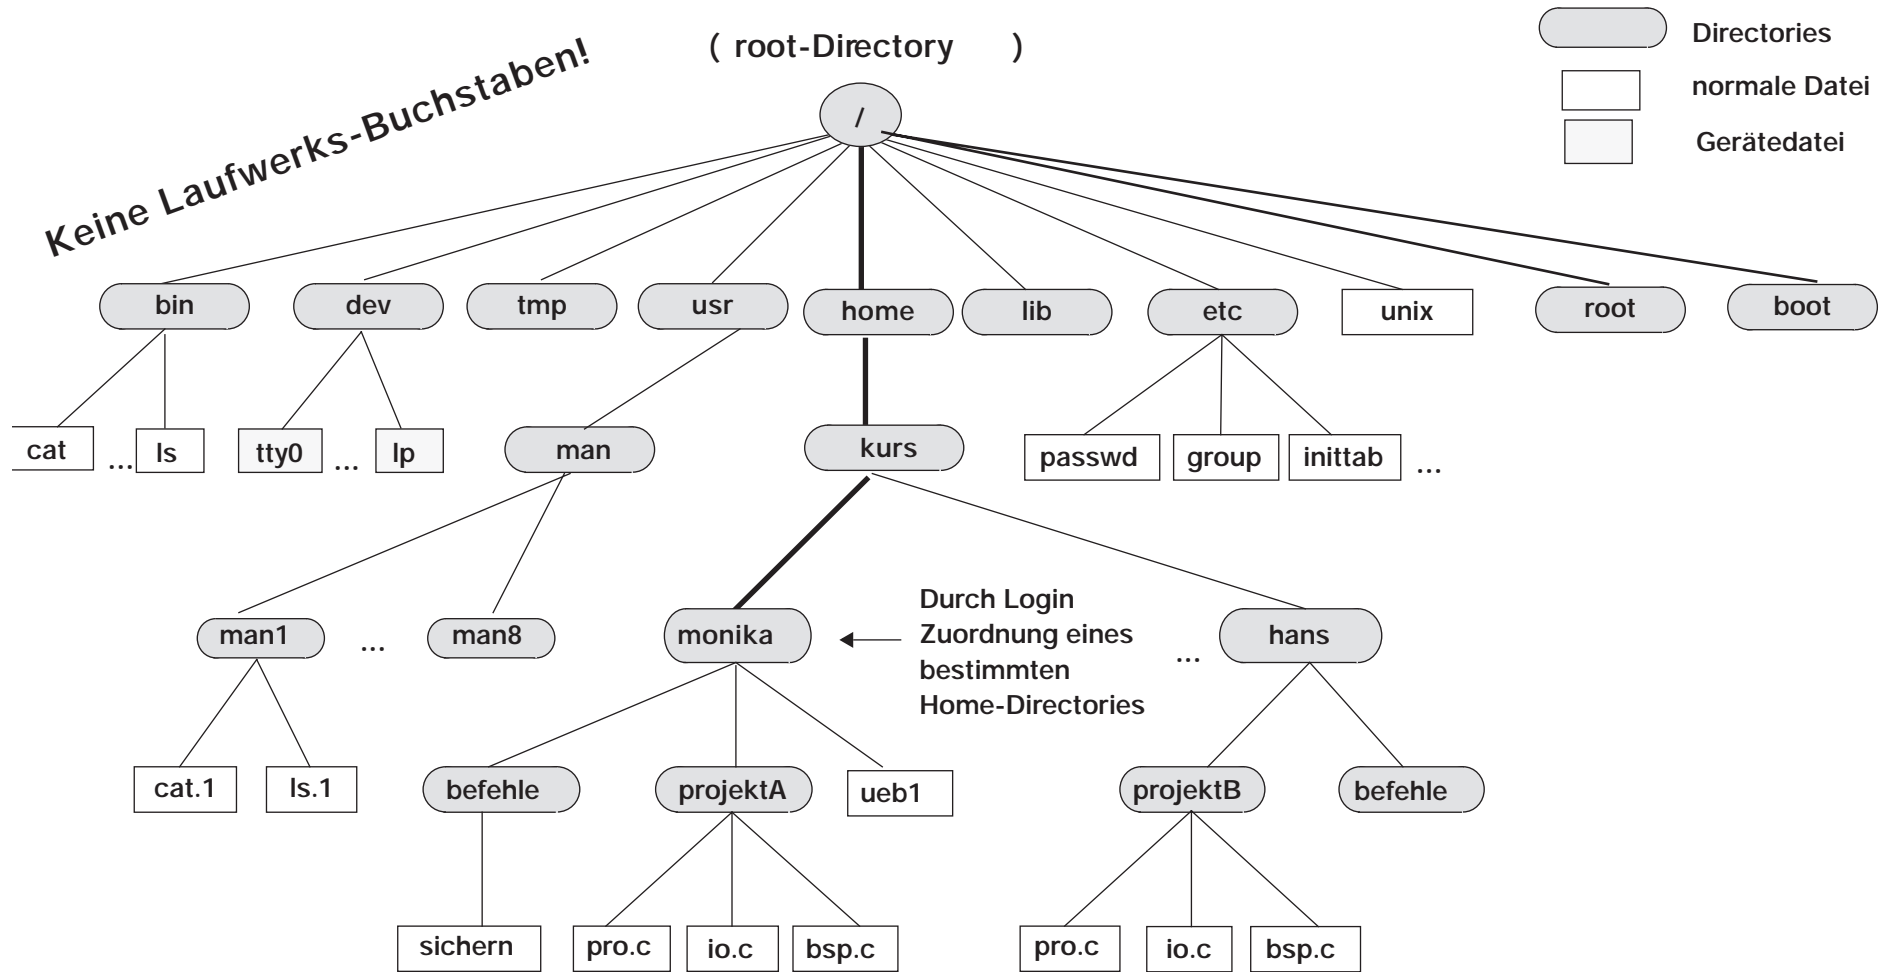 Keine Laufwerks-Buchstaben!
( root-Directory )
Directories
normale Datei
Gerätedatei
/
bin
dev
tmp
usr
home
lib
etc
unix
root
boot
cat
...
ls
tty0
...
lp
man
kurs
passwd
group
inittab
...
man1
...
man8
monika
Durch Login
Zuordnung eines
bestimmten
Home-Directories
...
hans
cat.1
ls.1
befehle
projektA
ueb1
projektB
befehle
sichern
pro.c
io.c
bsp.c
pro.c
io.c
bsp.c